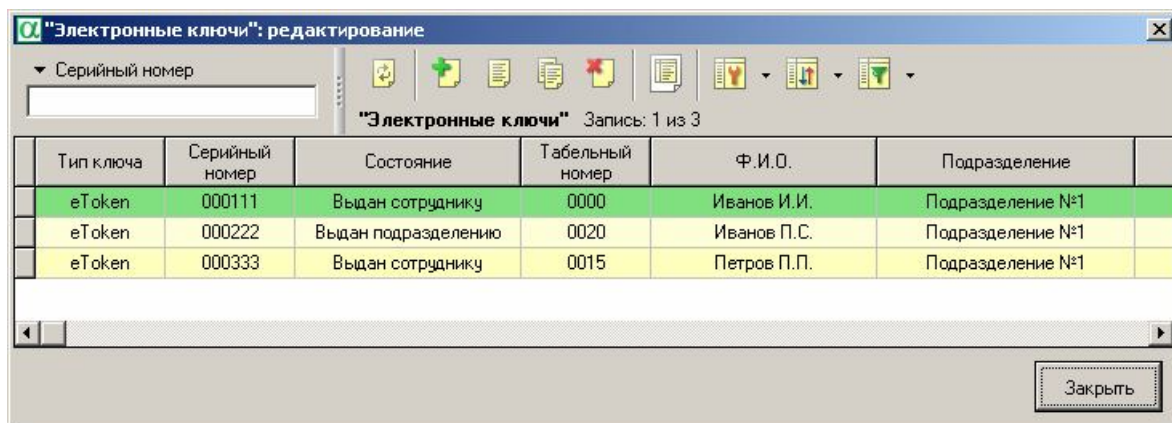 "Электронные ключи": редактирование
Серийный номер
"Электронные ключи" Запись: 1 из 3
Тип ключа Серийный номер Состояние Табельный номер Ф.И.О. Подразделение
eToken 000111 Выдан сотруднику 0000 Иванов И.И. Подразделение №1
eToken 000222 Выдан подразделению 0020 Иванов П.С. Подразделение №1
eToken 000333 Выдан сотруднику 0015 Петров П.П. Подразделение №1
Закрыть